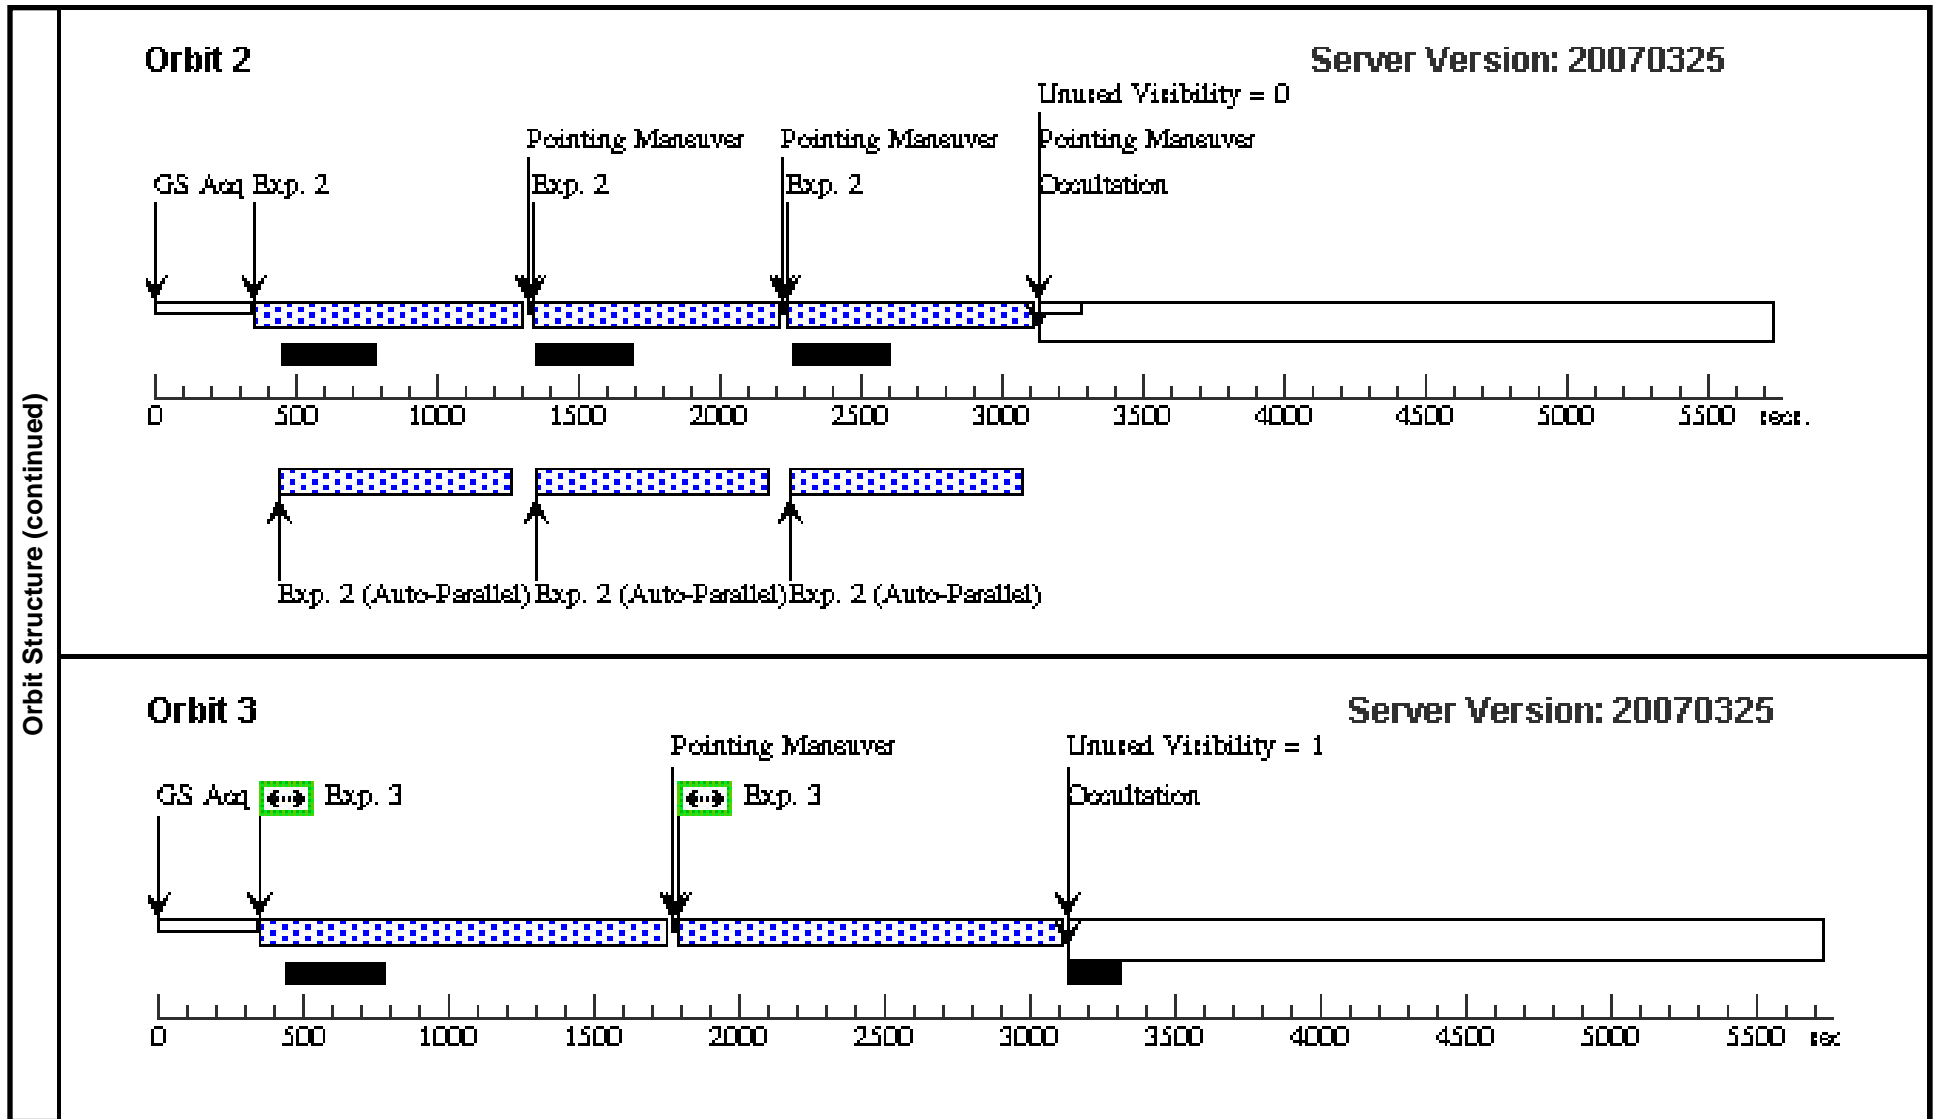 Orbit Structure (continued)
Orbit 2
Server Version: 20070325
Unused Visibility = 0
Pointing Maneuver Pointing Maneuver Pointing Maneuver
GS Acq Exp. 2 Exp. 2 Exp. 2 Occultation
0 500 1000 1500 2000 2500 3000 3500 4000 4500 5000 5500 secs.
Exp. 2 (Auto-Parallel) Exp. 2 (Auto-Parallel) Exp. 2 (Auto-Parallel)
Orbit 3
Server Version: 20070325
Pointing Maneuver Unused Visibility = 1
GS Acq Exp. 3 Exp. 3 Occultation
0 500 1000 1500 2000 2500 3000 3500 4000 4500 5000 5500 sec